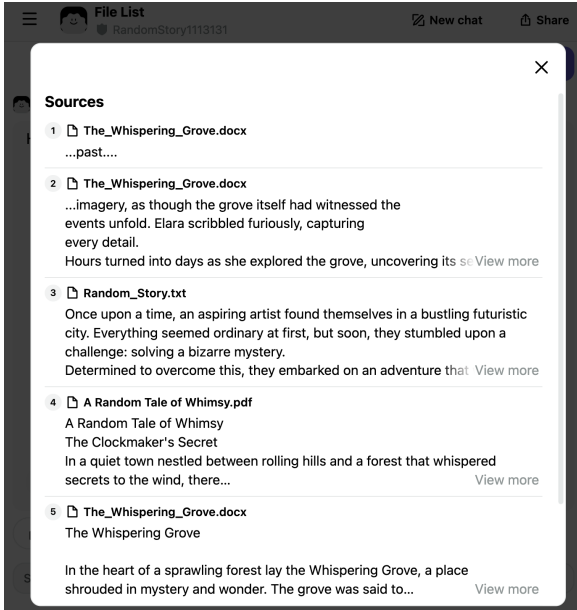 File List
RandomStory1113131
New chat
Share
Sources
1 The_Whispering_Grove.docx
...past....
2 The_Whispering_Grove.docx
...imagery, as though the grove itself had witnessed the
events unfold. Elara scribbled furiously, capturing
every detail.
Hours turned into days as she explored the grove, uncovering its se View more
3 Random_Story.txt
Once upon a time, an aspiring artist found themselves in a bustling futuristic
city. Everything seemed ordinary at first, but soon, they stumbled upon a
challenge: solving a bizarre mystery.
Determined to overcome this, they embarked on an adventure that View more
4 A Random Tale of Whimsy.pdf
A Random Tale of Whimsy
The Clockmaker's Secret
In a quiet town nestled between rolling hills and a forest that whispered
secrets to the wind, there... View more
5 The_Whispering_Grove.docx
The Whispering Grove
In the heart of a sprawling forest lay the Whispering Grove, a place
shrouded in mystery and wonder. The grove was said to... View more